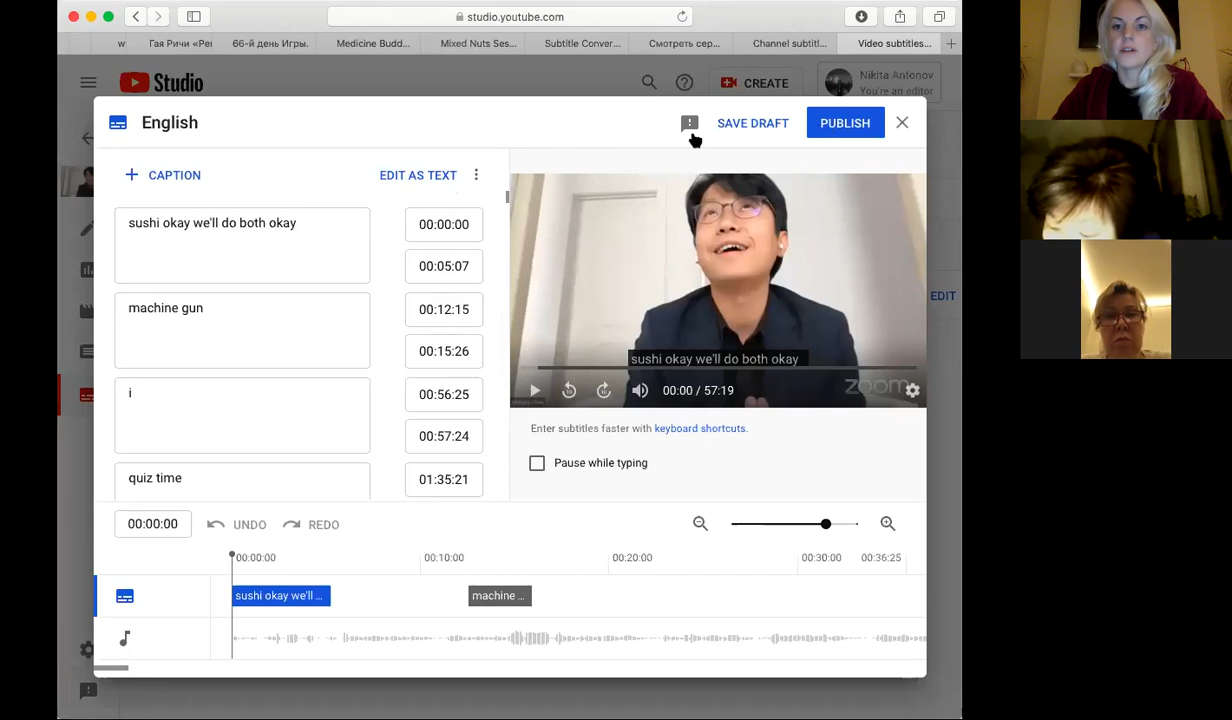 studio.youtube.com
w
Гая Ричи «Рев
66-й день Игры.
Medicine Budd...
Mixed Nuts Ses...
Subtitle Conver...
Смотреть сер...
Channel subtitl...
Video subtitles...
Studio
CREATE
Nikita Antonov
You're an editor
English
SAVE DRAFT
PUBLISH
CAPTION
EDIT AS TEXT
sushi okay we'll do both okay
00:00:00
00:05:07
machine gun
00:12:15
00:15:26
i
00:56:25
00:57:24
quiz time
01:35:21
EDIT
sushi okay we'll do both okay
zoom
00:00 / 57:19
Enter subtitles faster with keyboard shortcuts.
Pause while typing
00:00:00
UNDO
REDO
00:00:00
00:10:00
00:20:00
00:30:00
00:36:25
sushi okay we'll ...
machine ...